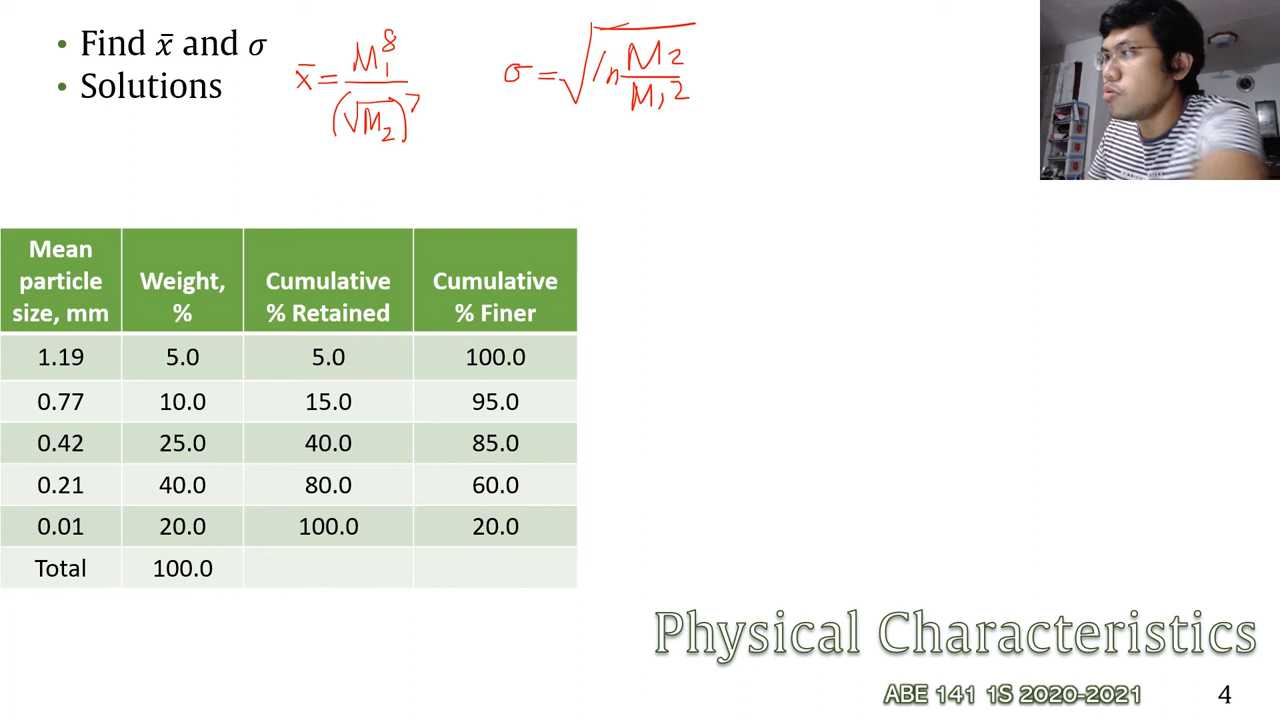 • Find x̄ and σ
• Solutions
x̄ = M₁⁸ / (√M₂)⁷
σ = √(ln M₂ / M₁²)
Mean particle size, mm | Weight, % | Cumulative % Retained | Cumulative % Finer
1.19 | 5.0 | 5.0 | 100.0
0.77 | 10.0 | 15.0 | 95.0
0.42 | 25.0 | 40.0 | 85.0
0.21 | 40.0 | 80.0 | 60.0
0.01 | 20.0 | 100.0 | 20.0
Total | 100.0
Physical Characteristics
ABE 141 1S 2020-2021
4